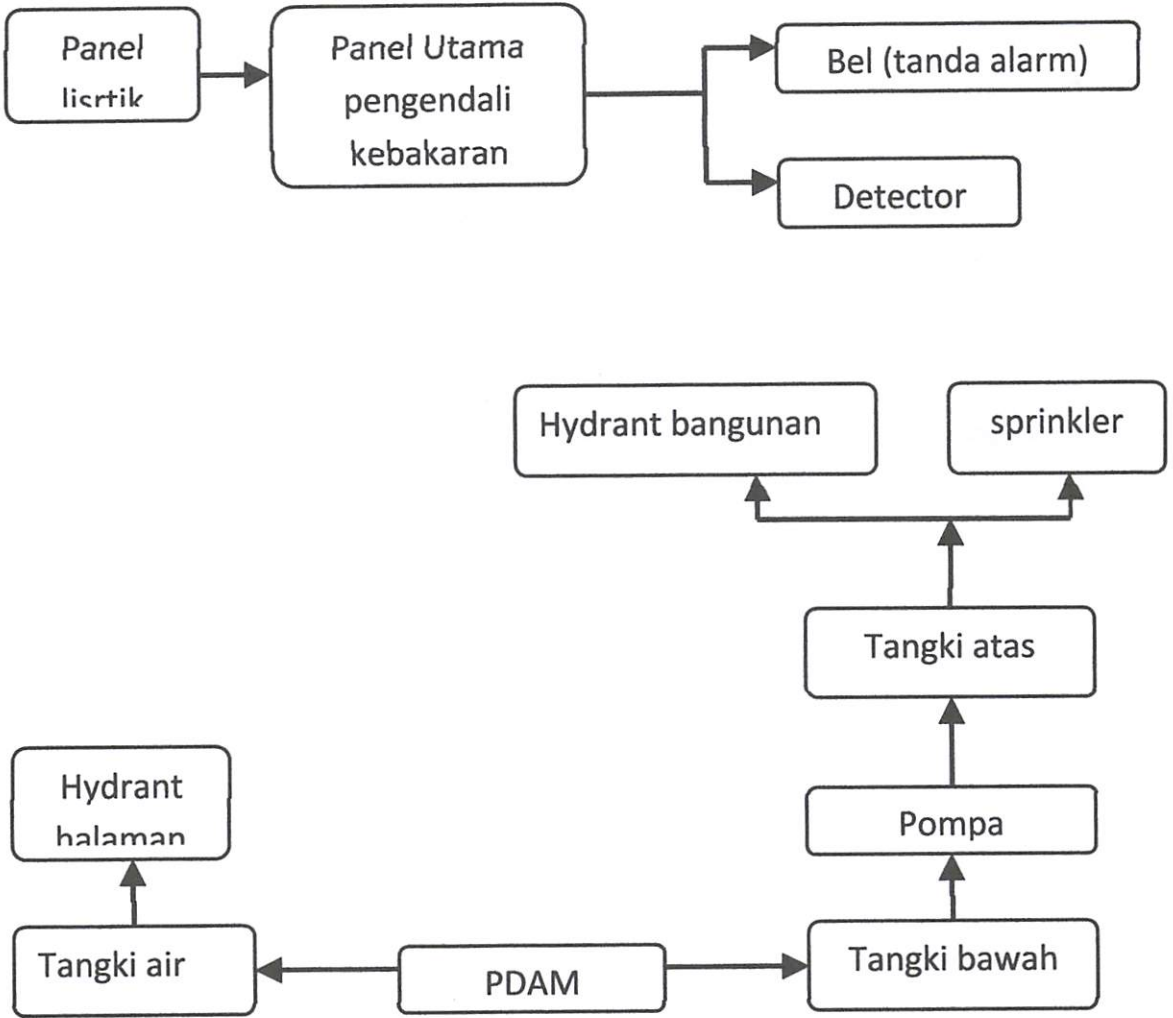 Panel
lisrtik
Panel Utama
pengendali
kebakaran
Bel (tanda alarm)
Detector
Hydrant bangunan
sprinkler
Tangki atas
Hydrant
halaman
Pompa
Tangki air
PDAM
Tangki bawah